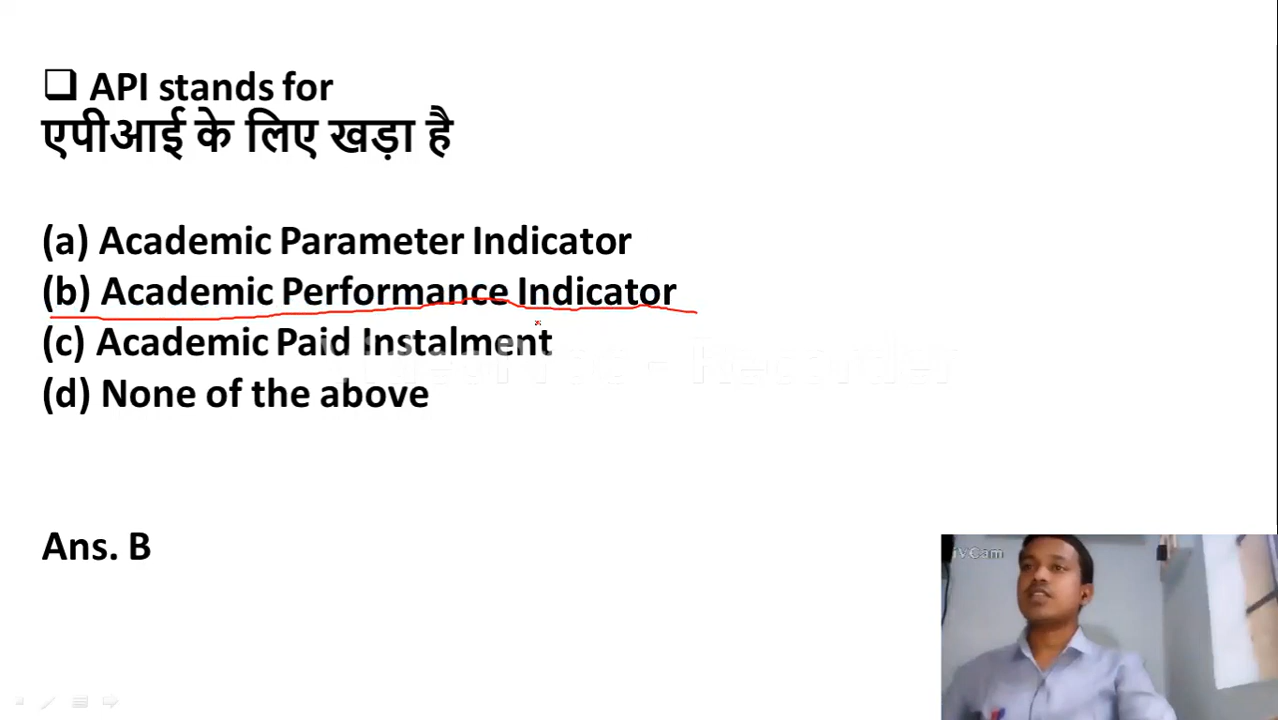 ❑ API stands for
एपीआई के लिए खड़ा है
(a) Academic Parameter Indicator
(b) Academic Performance Indicator
(c) Academic Paid Instalment
(d) None of the above
Ans. B
ivCam